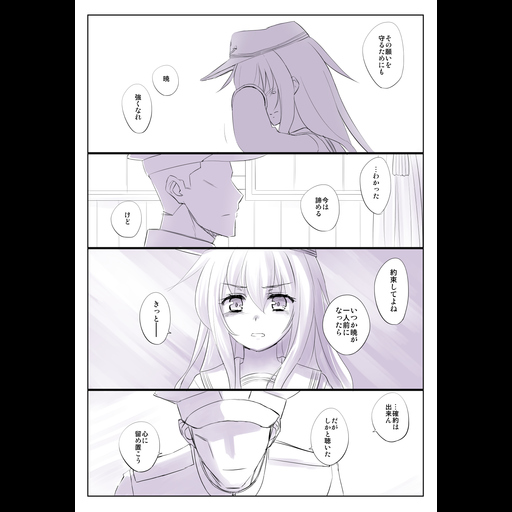 その願いを
守るためにも
暁
強くなれ
…わかった
今は
諦める
けど
約束してよね
いつか暁が
一人前に
なったら
きっと――
…確約は
出来ん
だが
しかと聴いた
心に
留め置こう